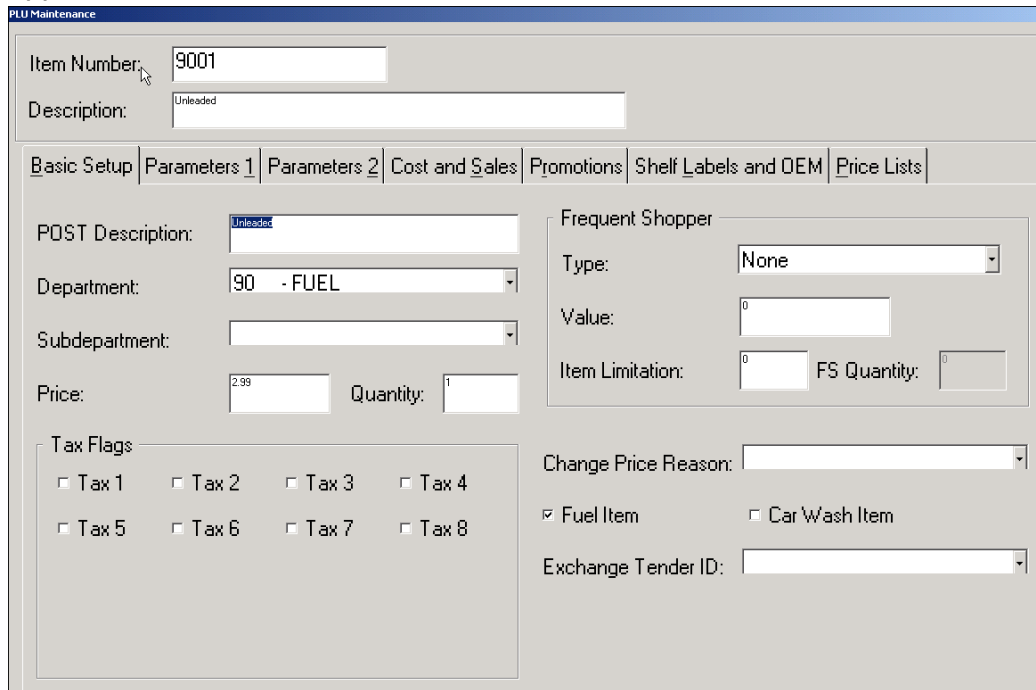 PLU Maintenance
Item Number: 9001
Description: Unleaded
Basic Setup Parameters 1 Parameters 2 Cost and Sales Promotions Shelf Labels and OEM Price Lists
POST Description: Unleaded
Department: 90 - FUEL
Subdepartment:
Price: 2.99 Quantity: 1
Tax Flags
Tax 1 Tax 2 Tax 3 Tax 4
Tax 5 Tax 6 Tax 7 Tax 8
Frequent Shopper
Type: None
Value: 0
Item Limitation: 0 FS Quantity: 0
Change Price Reason:
Fuel Item Car Wash Item
Exchange Tender ID: